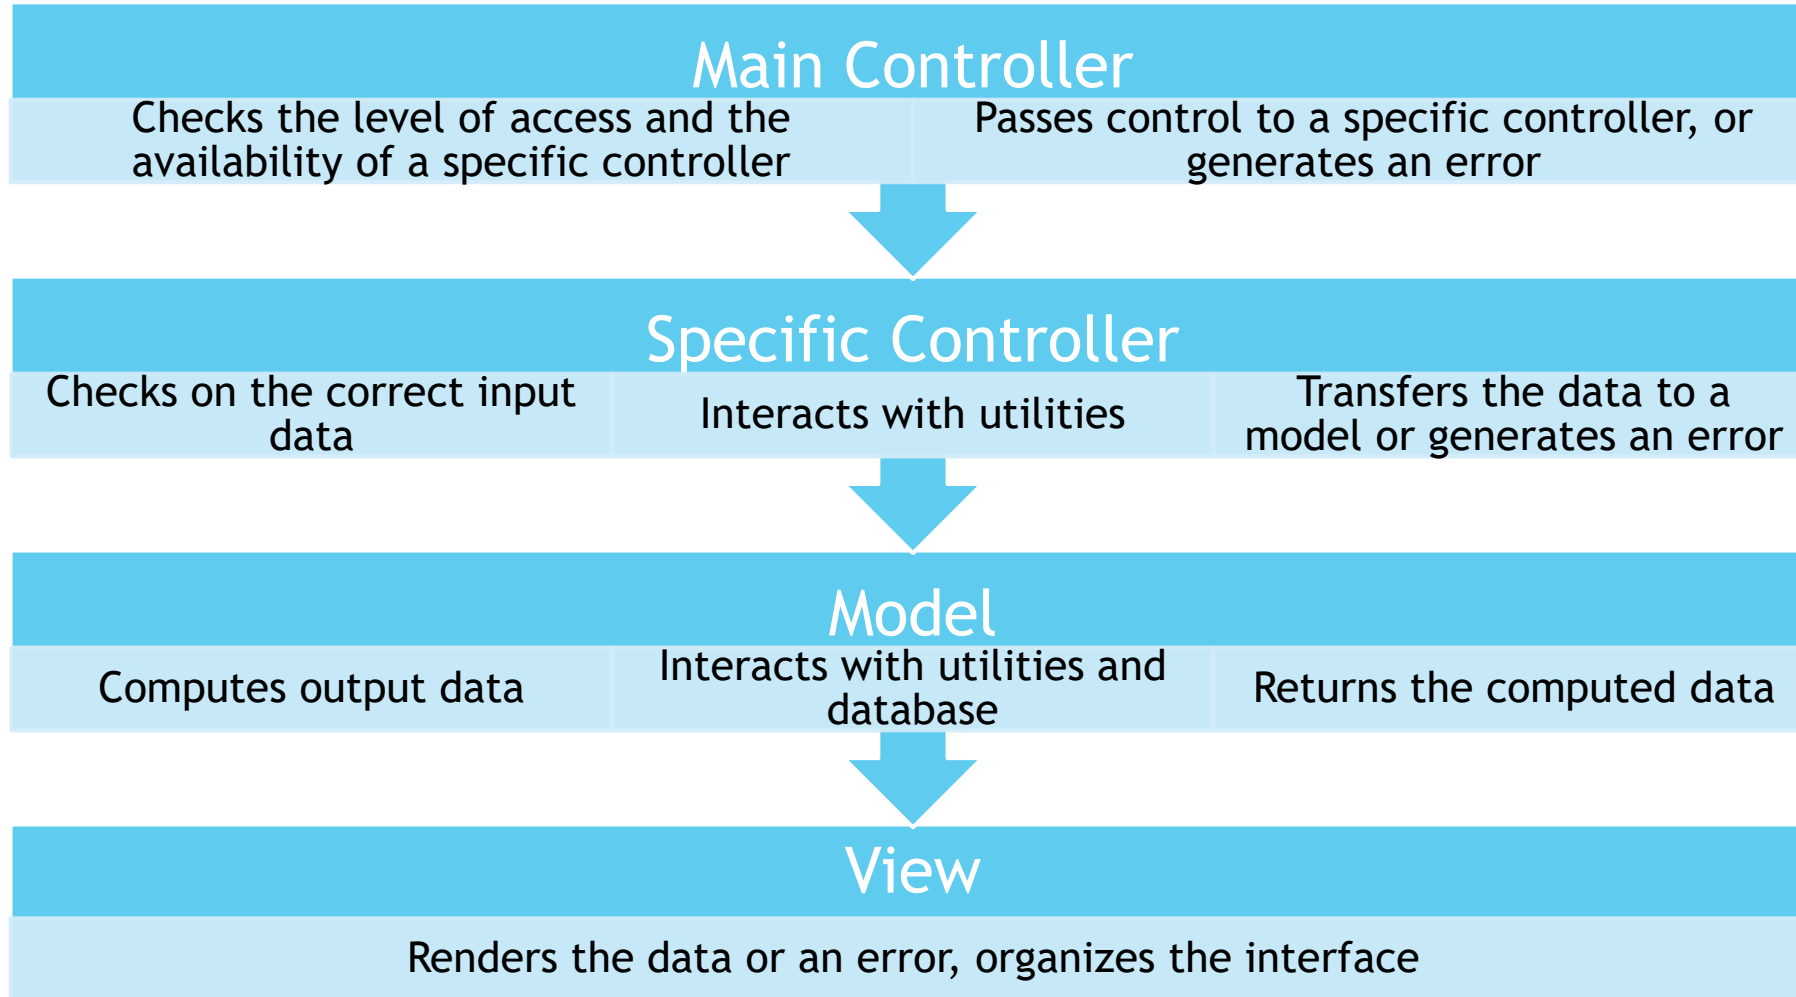 Main Controller
Checks the level of access and the
availability of a specific controller
Passes control to a specific controller, or
generates an error
Specific Controller
Checks on the correct input
data
Interacts with utilities
Transfers the data to a
model or generates an error
Model
Computes output data
Interacts with utilities and
database
Returns the computed data
View
Renders the data or an error, organizes the interface